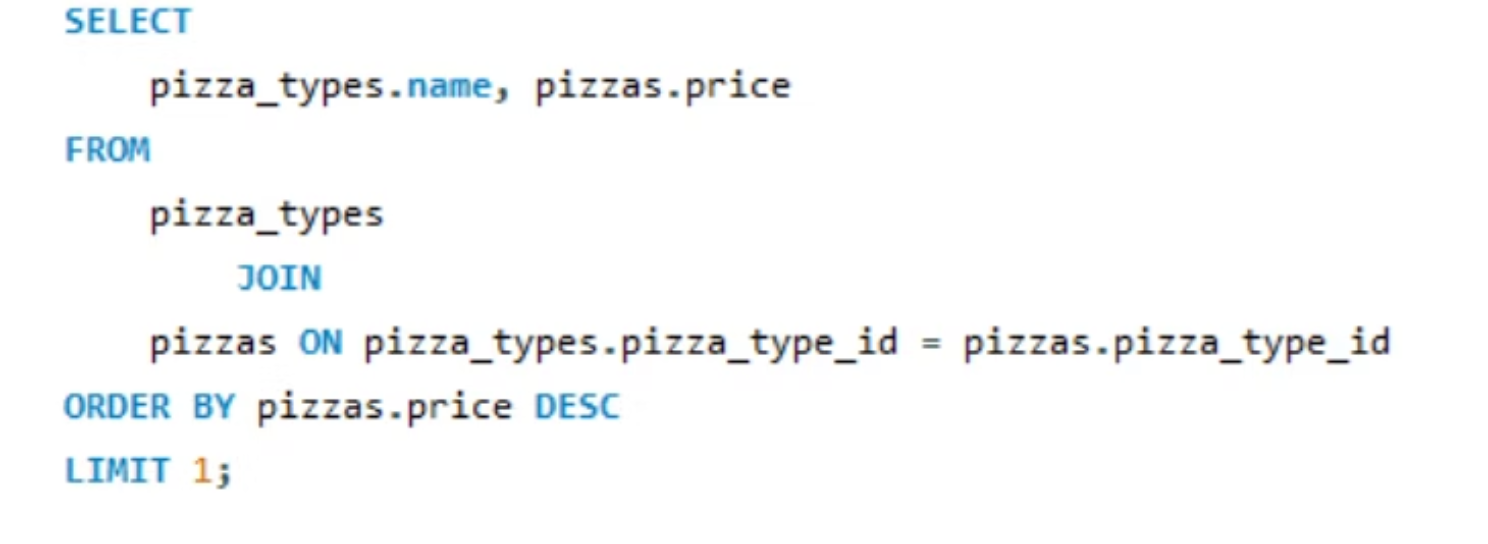 SELECT
pizza_types.name, pizzas.price
FROM
pizza_types
JOIN
pizzas ON pizza_types.pizza_type_id = pizzas.pizza_type_id
ORDER BY pizzas.price DESC
LIMIT 1;